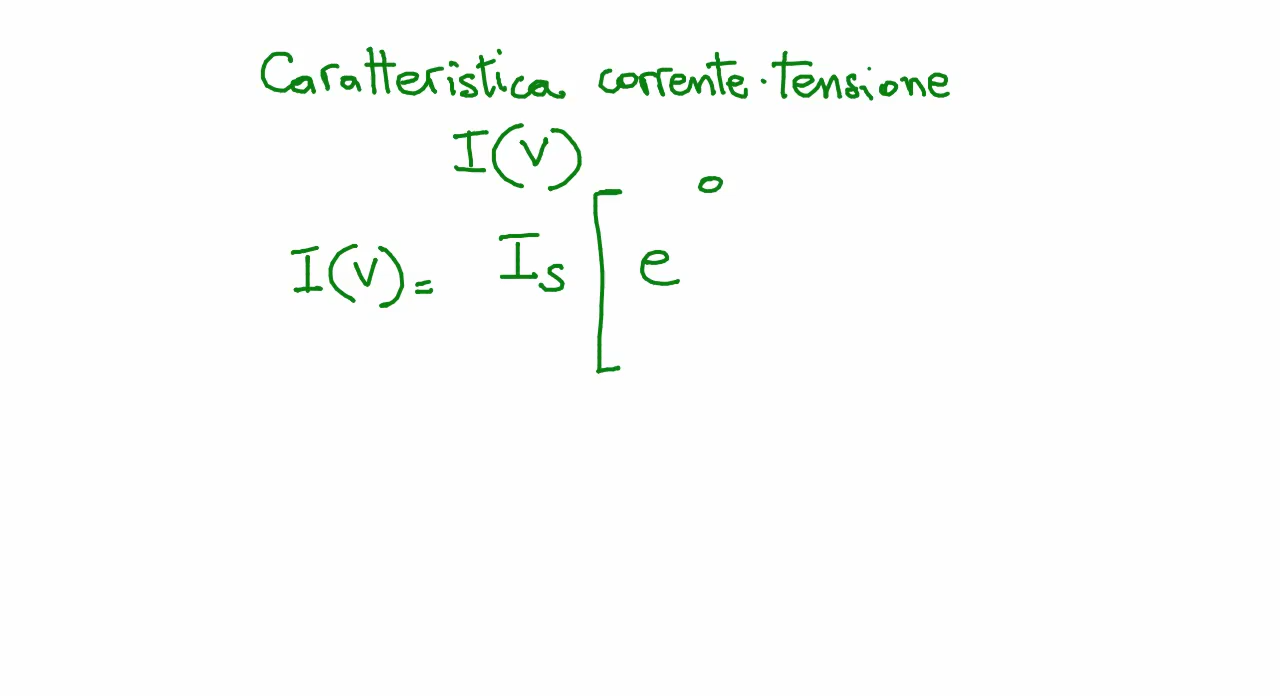 Caratteristica corrente-tensione
I(V)
I(V) = Is [ e^o